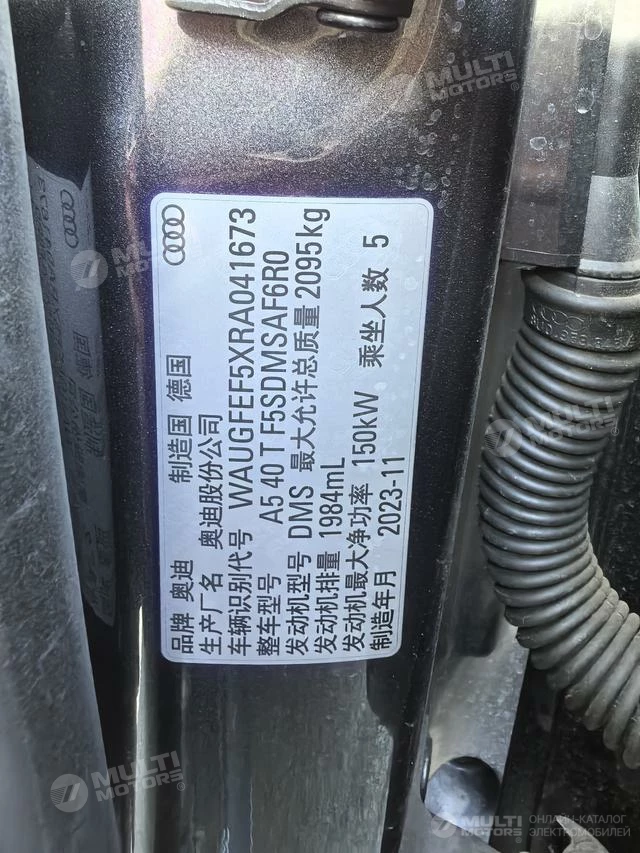 品牌 奥迪 制造国 德国
生产厂名 奥迪股份公司
车辆识别代号 WAUGFEF5XRA041673
整车型号 A5 40 T F5SDMSAF6R0
发动机型号 DMS 最大允许总质量 2095kg
发动机排量 1984mL
发动机最大净功率 150kW 乘坐人数 5
制造年月 2023-11
MULTI MOTORS®
MULTI MOTORS®
MULTI MOTORS®
MULTI MOTORS®
MULTI MOTORS®
ОНЛАЙН-КАТАЛОГ
ЭЛЕКТРОМОБИЛЕЙ